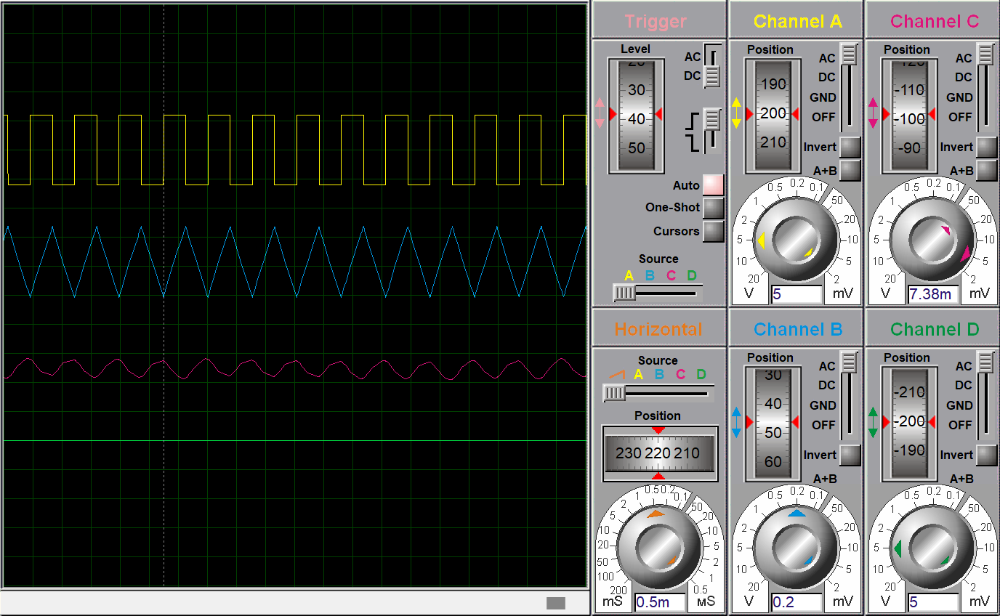 Trigger
Level
20
30
40
50
AC
DC
Auto
One-Shot
Cursors
Source
A B C D
Channel A
Position
190
200
210
AC
DC
GND
OFF
Invert
A+B
0.5 0.2 0.1
1
2
5
10
20
50
20
10
5
2
V 5 mV
Channel C
Position
-120
-110
-100
-90
AC
DC
GND
OFF
Invert
A+B
0.5 0.2 0.1
1
2
5
10
20
50
20
10
5
2
V 7.38m mV
Horizontal
Source
A B C D
Position
230 220 210
0.5 0.2 0.1
1
2
5
10
20
50
100
200
50
20
10
5
2
1
0.5
mS 0.5m мS
Channel B
Position
30
40
50
60
AC
DC
GND
OFF
Invert
A+B
0.5 0.2 0.1
1
2
5
10
20
50
20
10
5
2
V 0.2 mV
Channel D
Position
-210
-200
-190
AC
DC
GND
OFF
Invert
A+B
0.5 0.2 0.1
1
2
5
10
20
50
20
10
5
2
V 5 mV